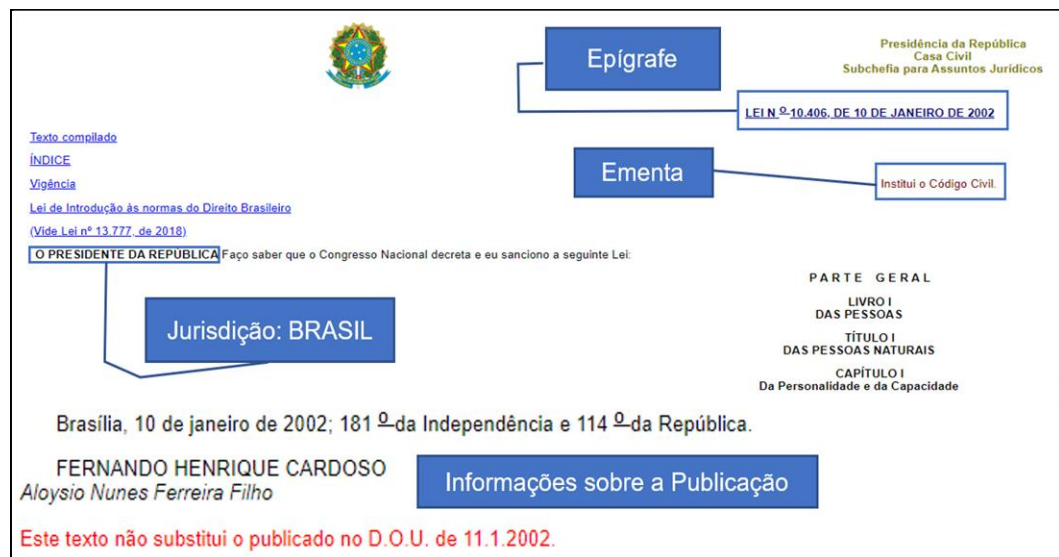 Epígrafe
Presidência da República
Casa Civil
Subchefia para Assuntos Jurídicos
LEI Nº 10.406, DE 10 DE JANEIRO DE 2002
Texto compilado
ÍNDICE
Vigência
Ementa
Institui o Código Civil.
Lei de Introdução às normas do Direito Brasileiro
(Vide Lei nº 13.777, de 2018)
O PRESIDENTE DA REPÚBLICA Faço saber que o Congresso Nacional decreta e eu sanciono a seguinte Lei:
PARTE GERAL
LIVRO I
DAS PESSOAS
TÍTULO I
DAS PESSOAS NATURAIS
CAPÍTULO I
Da Personalidade e da Capacidade
Jurisdição: BRASIL
Brasília, 10 de janeiro de 2002; 181º da Independência e 114º da República.
FERNANDO HENRIQUE CARDOSO
Aloysio Nunes Ferreira Filho
Informações sobre a Publicação
Este texto não substitui o publicado no D.O.U. de 11.1.2002.